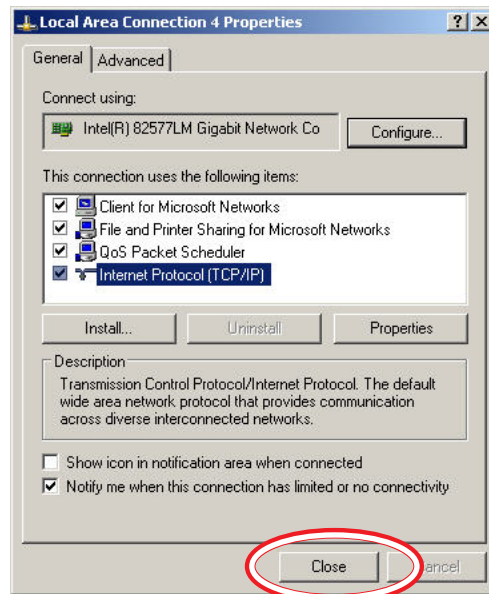 Local Area Connection 4 Properties
General Advanced
Connect using:
Intel(R) 82577LM Gigabit Network Co Configure...
This connection uses the following items:
Client for Microsoft Networks
File and Printer Sharing for Microsoft Networks
QoS Packet Scheduler
Internet Protocol (TCP/IP)
Install... Uninstall Properties
Description
Transmission Control Protocol/Internet Protocol. The default
wide area network protocol that provides communication
across diverse interconnected networks.
Show icon in notification area when connected
Notify me when this connection has limited or no connectivity
Close ancel